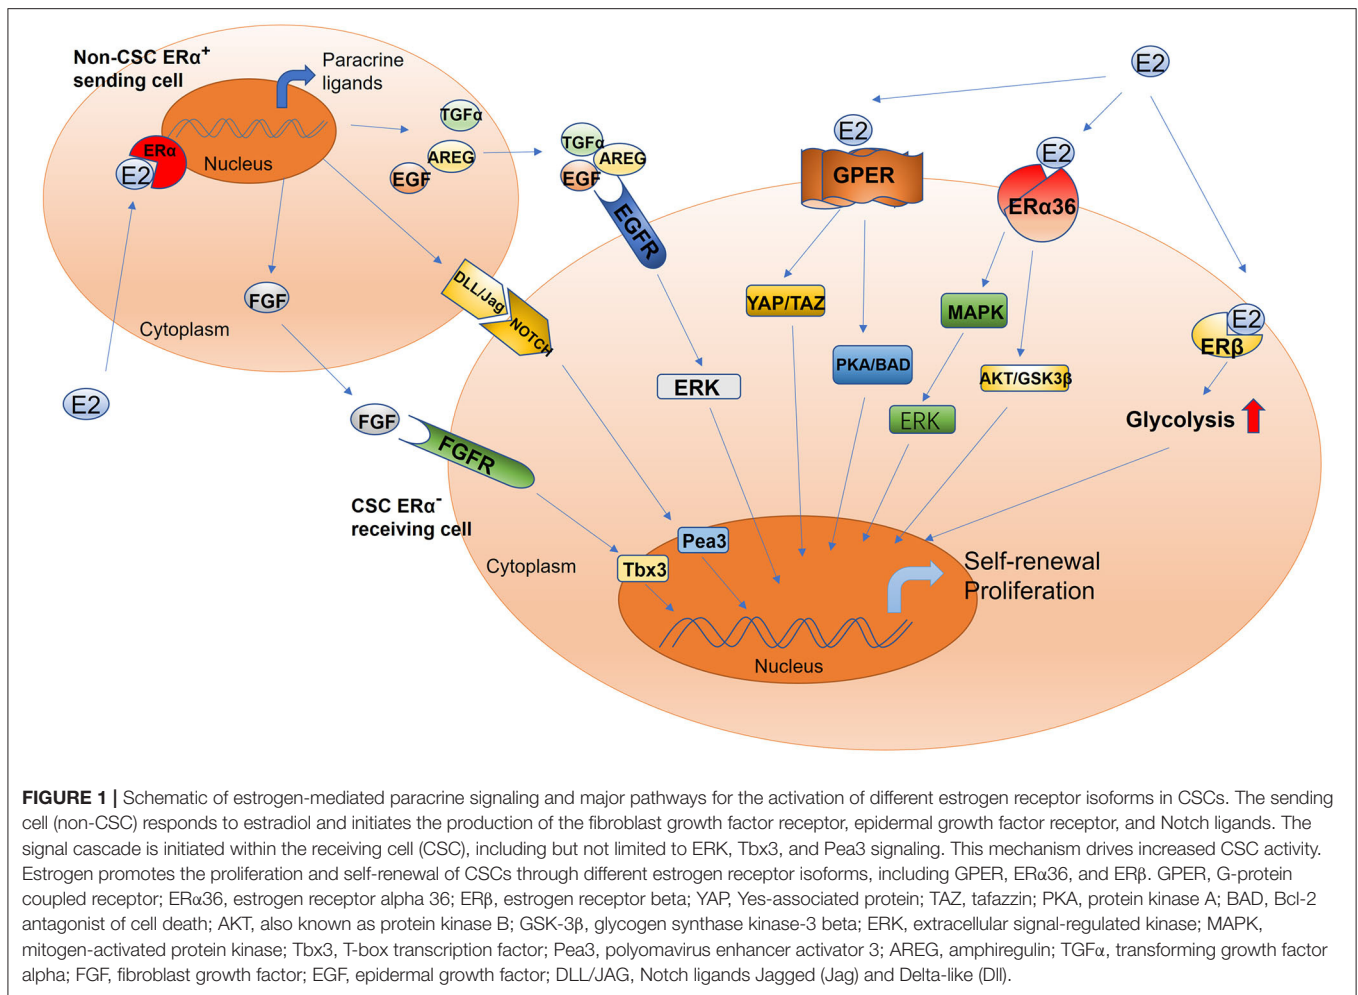 Non-CSC ERα⁺
sending cell
Paracrine
ligands
E2
TGFα
ERα
E2
Nucleus
AREG
EGF
TGFα
AREG
EGF
EGFR
E2
GPER
E2
ERα36
DLL/Jag
NOTCH
FGF
Cytoplasm
YAP/TAZ
MAPK
E2
ERβ
PKA/BAD
AKT/GSK3β
ERK
E2
FGF
FGFR
ERK
Glycolysis
CSC ERα⁻
receiving cell
Pea3
Cytoplasm
Tbx3
Self-renewal
Proliferation
Nucleus
FIGURE 1 | Schematic of estrogen-mediated paracrine signaling and major pathways for the activation of different estrogen receptor isoforms in CSCs. The sending
cell (non-CSC) responds to estradiol and initiates the production of the fibroblast growth factor receptor, epidermal growth factor receptor, and Notch ligands. The
signal cascade is initiated within the receiving cell (CSC), including but not limited to ERK, Tbx3, and Pea3 signaling. This mechanism drives increased CSC activity.
Estrogen promotes the proliferation and self-renewal of CSCs through different estrogen receptor isoforms, including GPER, ERα36, and ERβ. GPER, G-protein
coupled receptor; ERα36, estrogen receptor alpha 36; ERβ, estrogen receptor beta; YAP, Yes-associated protein; TAZ, tafazzin; PKA, protein kinase A; BAD, Bcl-2
antagonist of cell death; AKT, also known as protein kinase B; GSK-3β, glycogen synthase kinase-3 beta; ERK, extracellular signal-regulated kinase; MAPK,
mitogen-activated protein kinase; Tbx3, T-box transcription factor; Pea3, polyomavirus enhancer activator 3; AREG, amphiregulin; TGFα, transforming growth factor
alpha; FGF, fibroblast growth factor; EGF, epidermal growth factor; DLL/JAG, Notch ligands Jagged (Jag) and Delta-like (Dll).